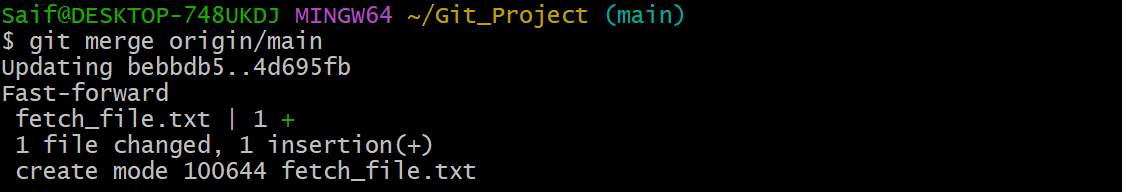 Saif@DESKTOP-748UKDJ MINGW64 ~/Git_Project (main)
$ git merge origin/main
Updating bebbdb5..4d695fb
Fast-forward
 fetch_file.txt | 1 +
 1 file changed, 1 insertion(+)
 create mode 100644 fetch_file.txt